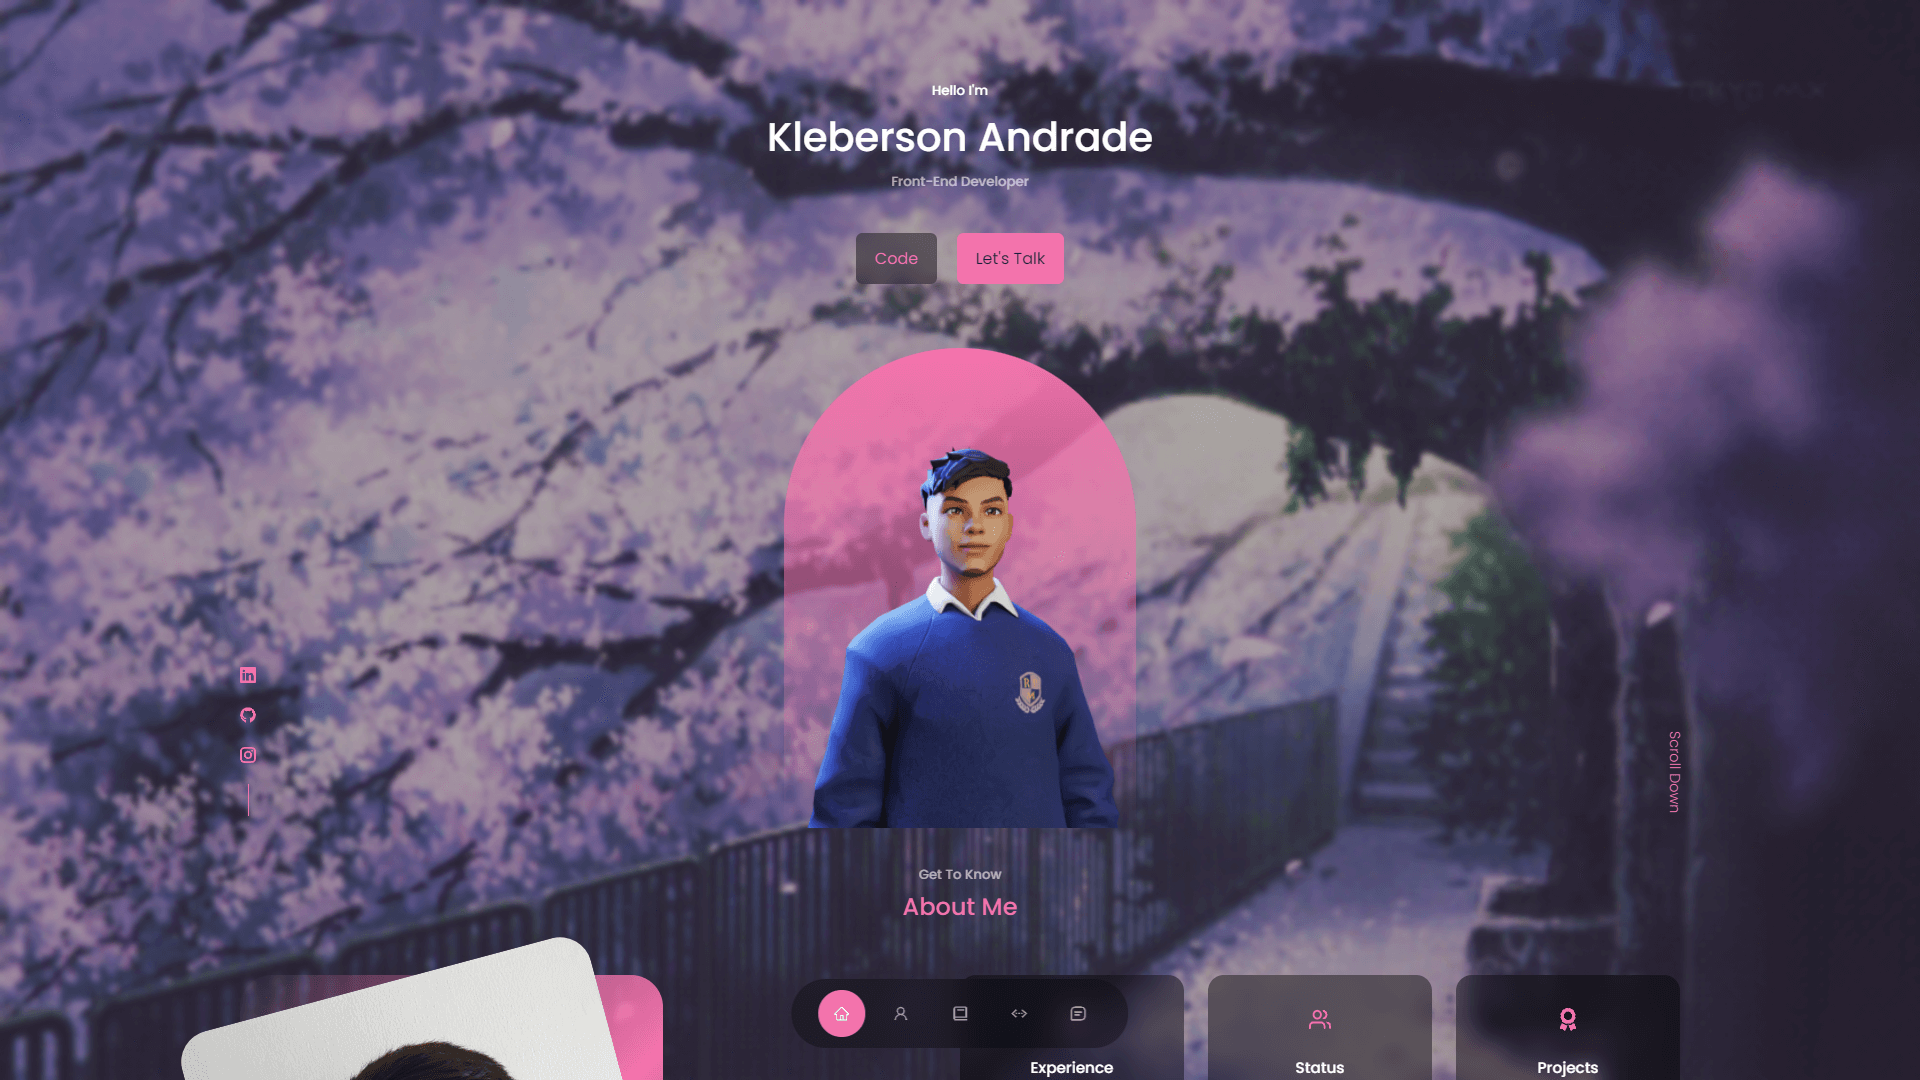 Hello I'm
Kleberson Andrade
Front-End Developer
Code
Let's Talk
Scroll Down
Get To Know
About Me
Experience
Status
Projects